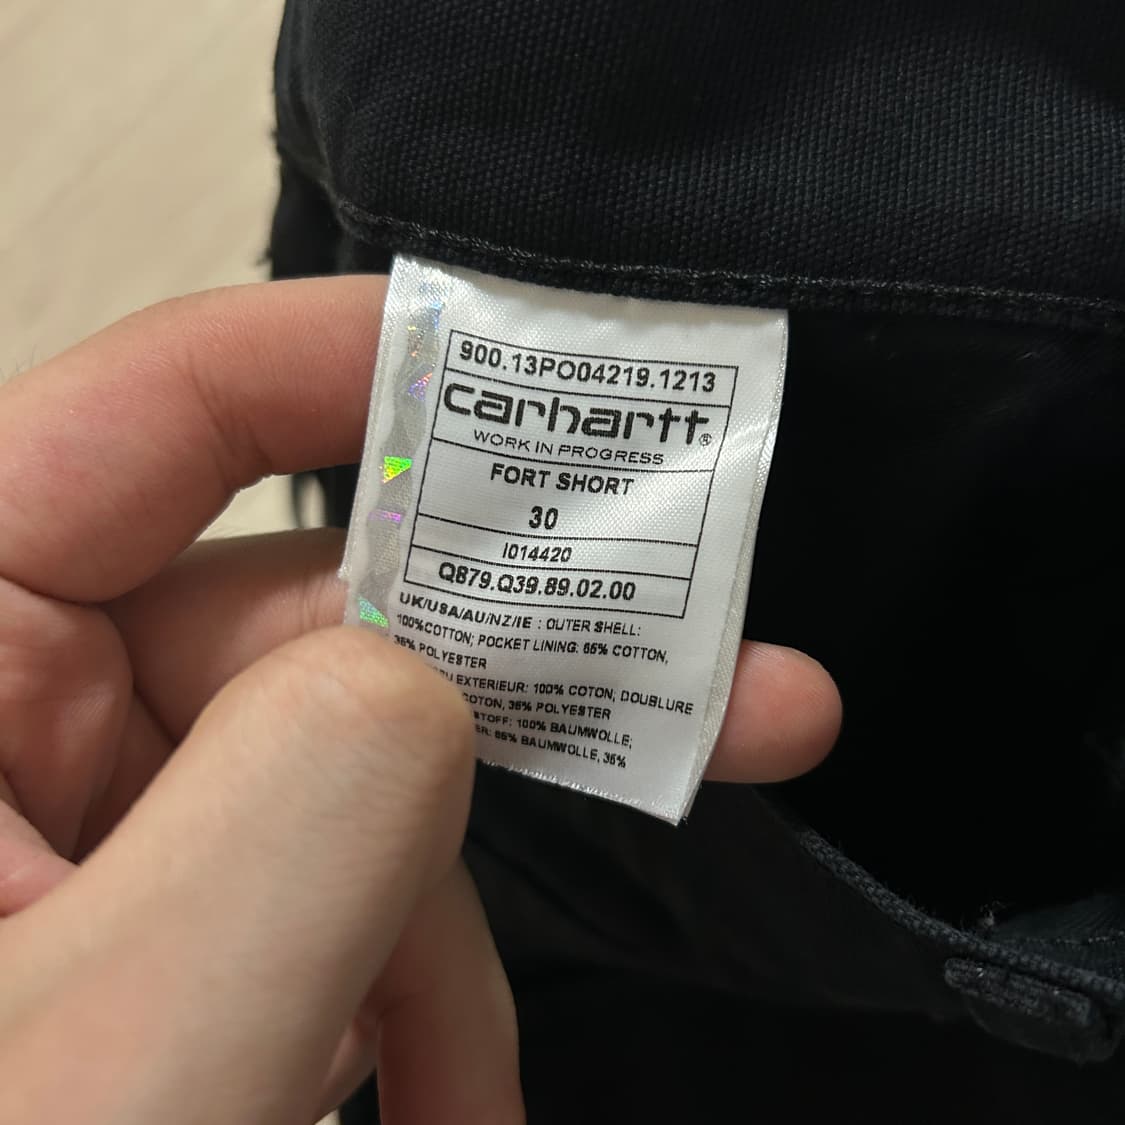 900.13PO04219.1213
carhartt®
WORK IN PROGRESS
FORT SHORT
30
I014420
QB79.Q39.89.02.00
UK/USA/AU/NZ/IE : OUTER SHELL:
100%COTTON; POCKET LINING: 65% COTTON,
35% POLYESTER
EXTERIEUR: 100% COTON; DOUBLURE
COTON, 35% POLYESTER
100% BAUMWOLLE;
65% BAUMWOLLE, 35%